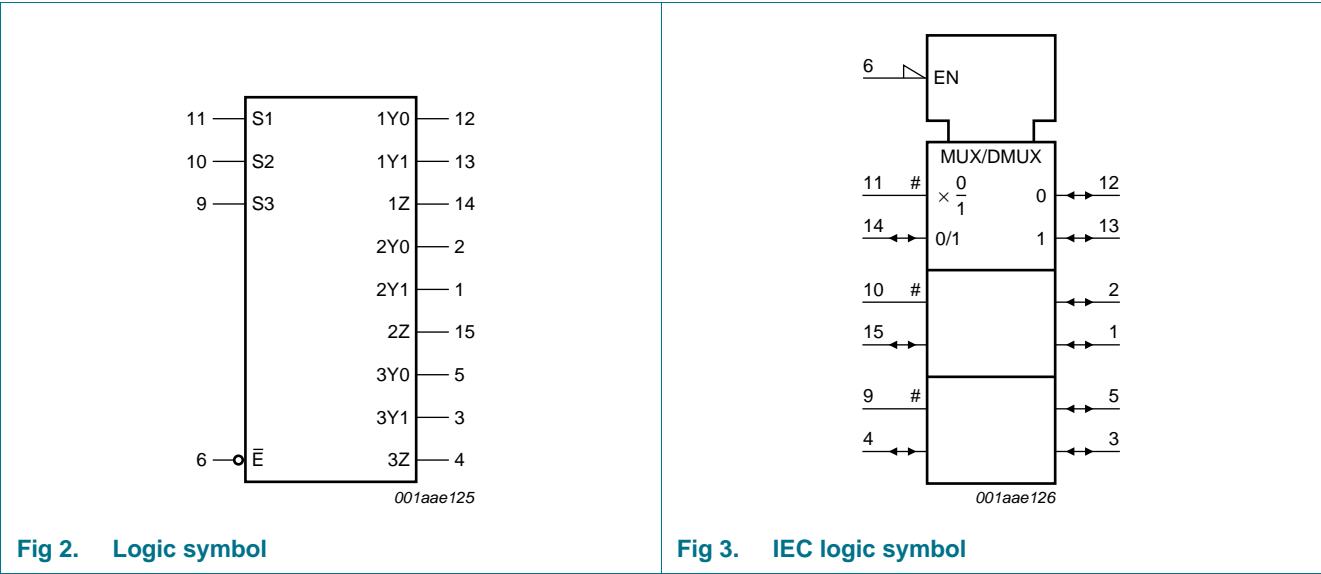 11 S1 1Y0 12
10 S2 1Y1 13
9 S3 1Z 14
2Y0 2
2Y1 1
2Z 15
3Y0 5
3Y1 3
6 E̅ 3Z 4
001aae125
Fig 2. Logic symbol
6 EN
MUX/DMUX
11 # × 0/1 0 12
14 0/1 1 13
10 # 2
15 1
9 # 5
4 3
001aae126
Fig 3. IEC logic symbol